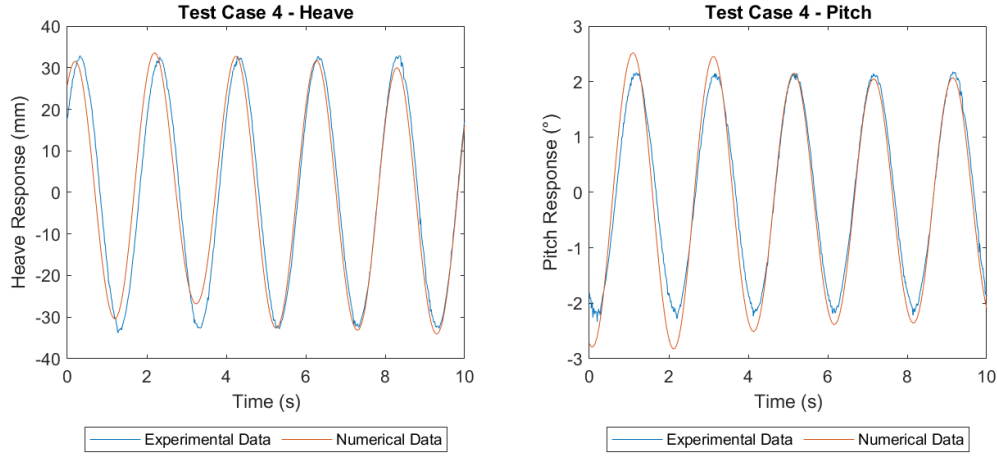 Test Case 4 - Heave
Heave Response (mm)
40
30
20
10
0
-10
-20
-30
-40
0 2 4 6 8 10
Time (s)
Experimental Data Numerical Data
Test Case 4 - Pitch
Pitch Response (°)
3
2
1
0
-1
-2
-3
0 2 4 6 8 10
Time (s)
Experimental Data Numerical Data